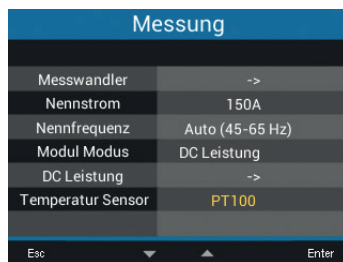 Messung
Messwandler ->
Nennstrom 150A
Nennfrequenz Auto (45-65 Hz)
Modul Modus DC Leistung
DC Leistung ->
Temperatur Sensor PT100
Esc Enter